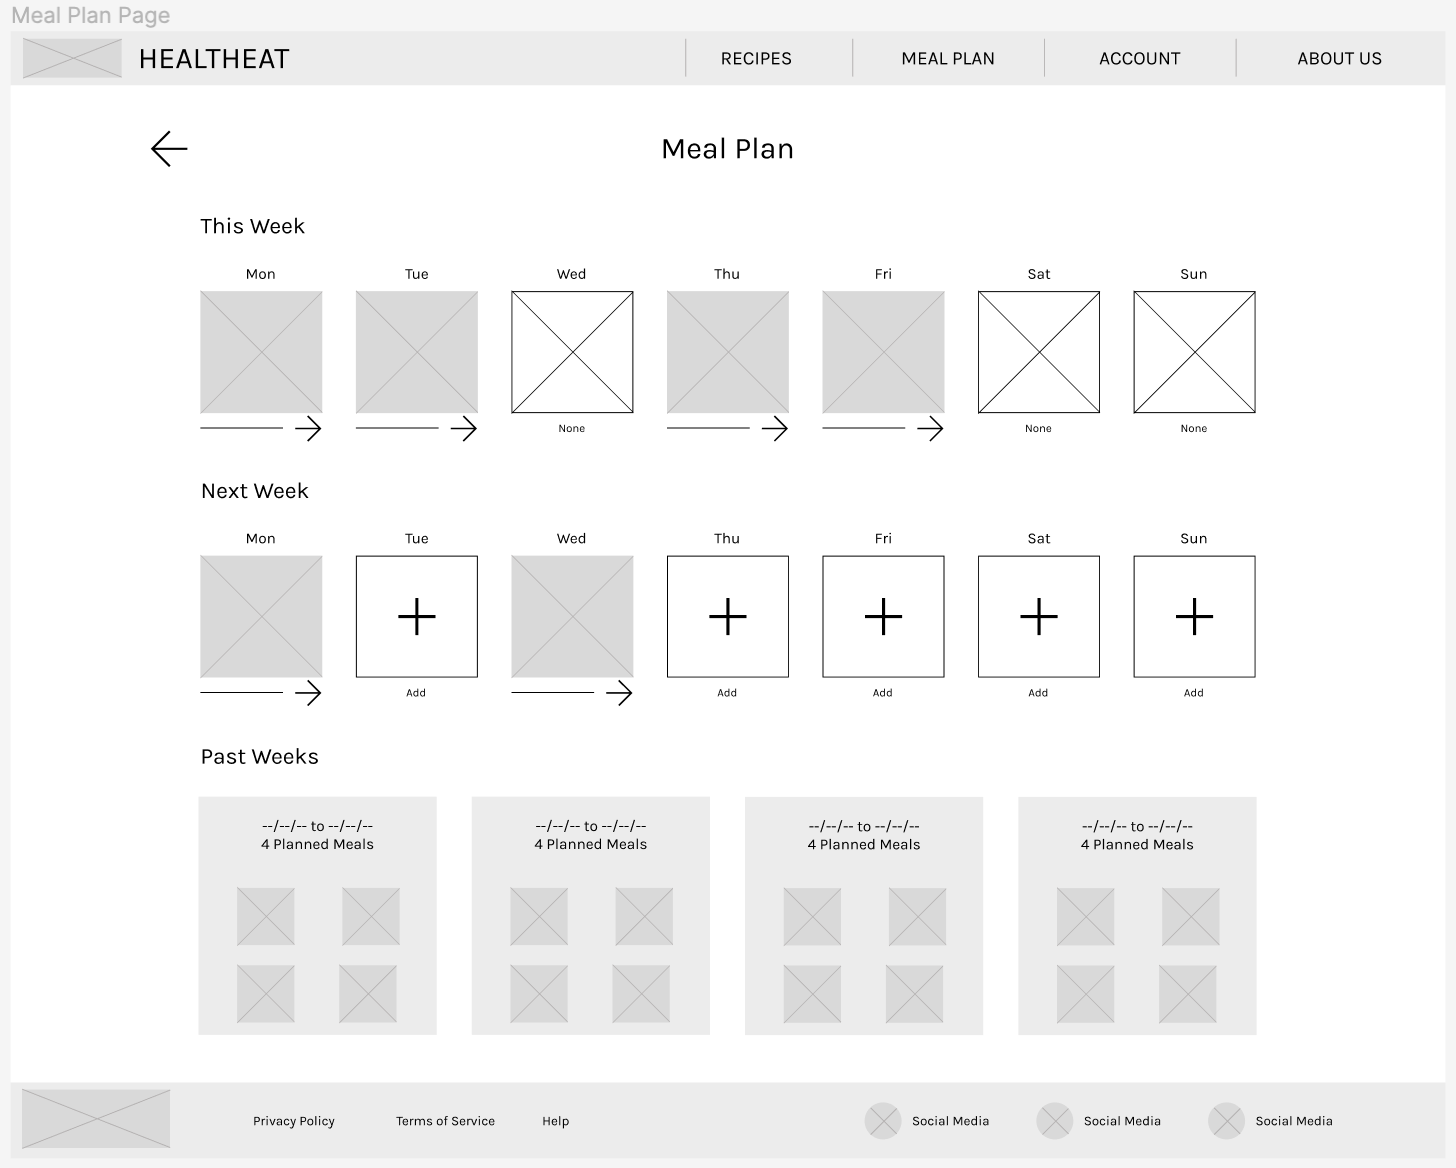 Meal Plan Page
HEALTHEAT
RECIPES
MEAL PLAN
ACCOUNT
ABOUT US
Meal Plan
This Week
Mon Tue Wed Thu Fri Sat Sun
None None None
Next Week
Mon Tue Wed Thu Fri Sat Sun
Add Add Add Add Add
Past Weeks
--/--/-- to --/--/--
4 Planned Meals
--/--/-- to --/--/--
4 Planned Meals
--/--/-- to --/--/--
4 Planned Meals
--/--/-- to --/--/--
4 Planned Meals
Privacy Policy
Terms of Service
Help
Social Media
Social Media
Social Media